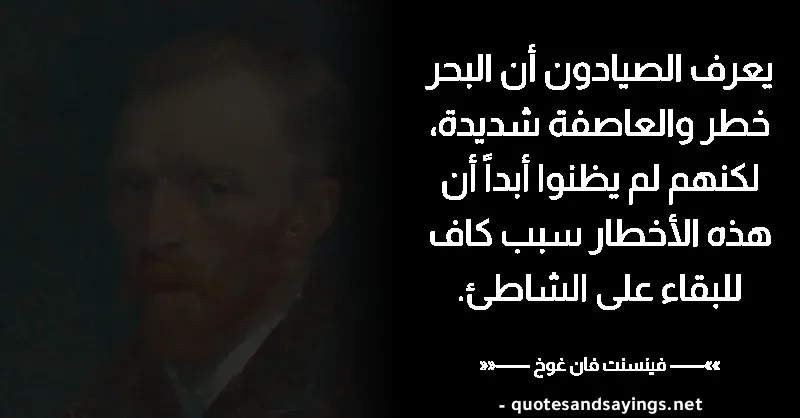 يعرف الصيادون أن البحر
خطر والعاصفة شديدة،
لكنهم لم يظنوا أبداً أن
هذه الأخطار سبب كاف
للبقاء على الشاطئ.
»——— فينسنت فان غوخ ———»»
- quotesandsayings.net